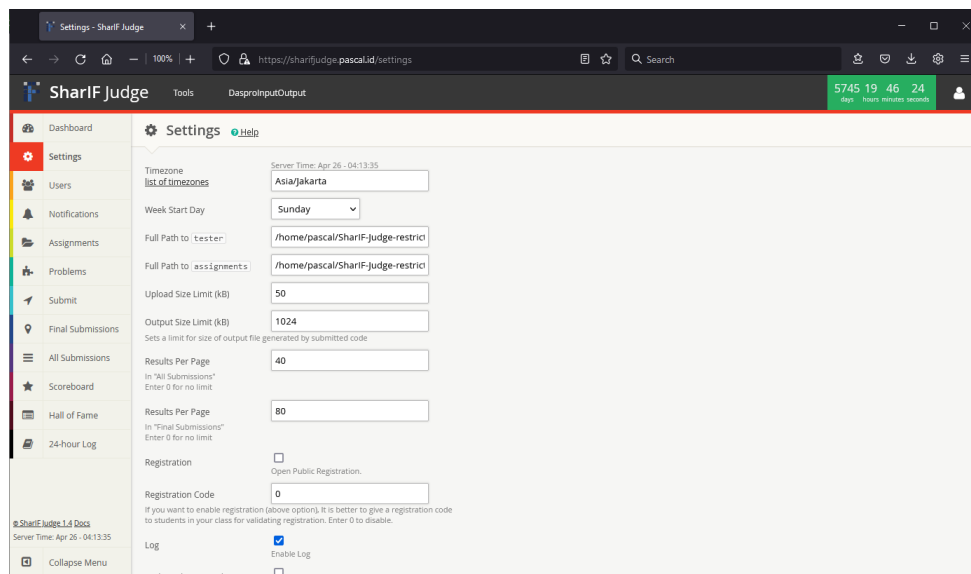 Settings - SharIF Judge
100%
https://sharifjudge.pascal.id/settings
Search
SharIF Judge
Tools
DasproInputOutput
5745 19 46 24
days hours minutes seconds
Dashboard
Settings
Users
Notifications
Assignments
Problems
Submit
Final Submissions
All Submissions
Scoreboard
Hall of Fame
24-hour Log
© SharIF Judge 1.4 Docs
Server Time: Apr 26 - 04:13:35
Collapse Menu
Settings Help
Server Time: Apr 26 - 04:13:35
Timezone
list of timezones
Asia/Jakarta
Week Start Day
Sunday
Full Path to tester
/home/pascal/SharIF-Judge-restrict
Full Path to assignments
/home/pascal/SharIF-Judge-restrict
Upload Size Limit (kB)
50
Output Size Limit (kB)
1024
Sets a limit for size of output file generated by submitted code
Results Per Page
40
In "All Submissions"
Enter 0 for no limit
Results Per Page
80
In "Final Submissions"
Enter 0 for no limit
Registration
Open Public Registration.
Registration Code
0
If you want to enable registration (above option), It is better to give a registration code
to students in your class for validating registration. Enter 0 to disable.
Log
Enable Log